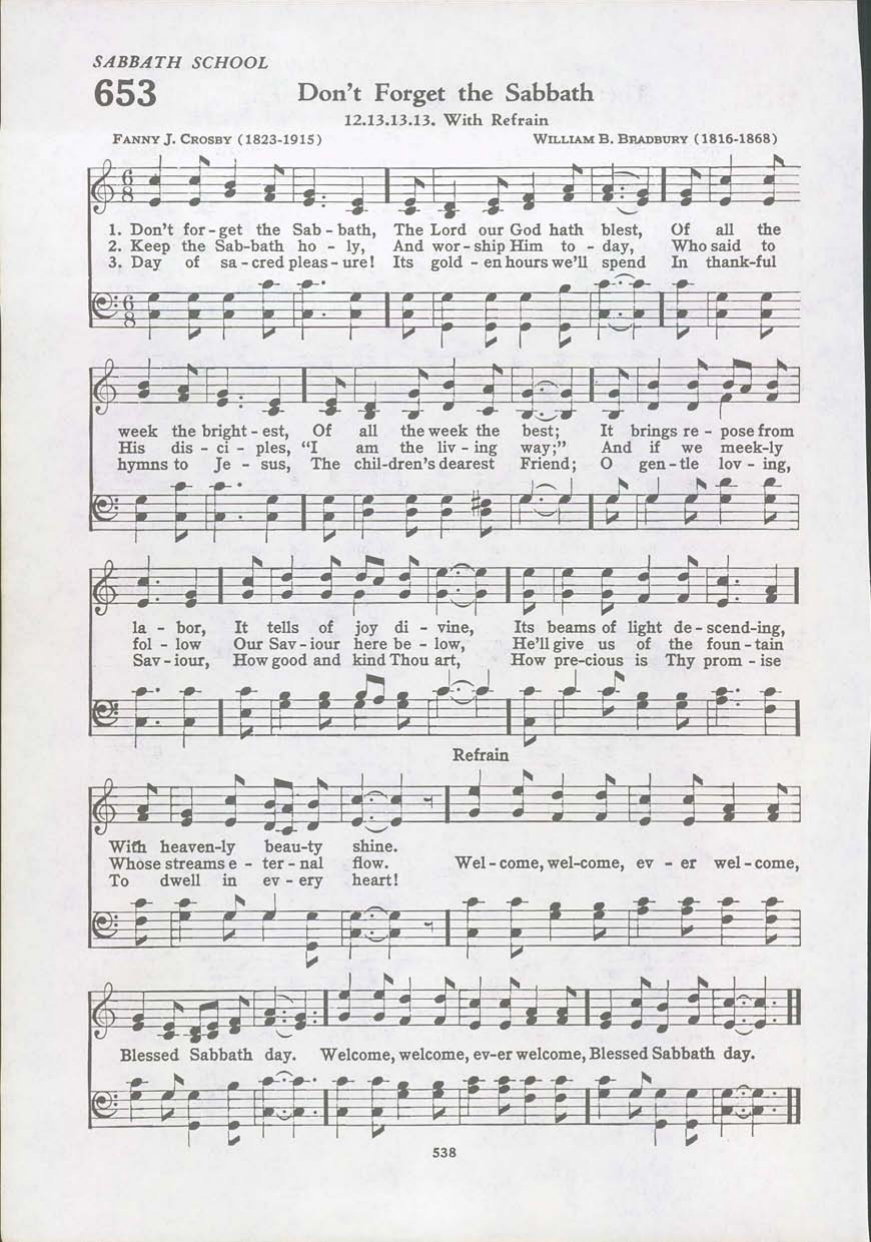 SABBATH SCHOOL
653
Don't Forget the Sabbath
12.13.13.13. With Refrain
FANNY J. CROSBY (1823-1915) WILLIAM B. BRADBURY (1816-1868)
1. Don't for - get the Sab - bath, The Lord our God hath blest, Of all the
2. Keep the Sab-bath ho - ly, And wor - ship Him to - day, Who said to
3. Day of sa - cred pleas - ure! Its gold - en hours we'll spend In thank-ful
week the bright - est, Of all the week the best; It brings re - pose from
His dis - ci - ples, "I am the liv - ing way;" And if we meek-ly
hymns to Je - sus, The chil-dren's dearest Friend; O gen - tle lov - ing,
la - bor, It tells of joy di - vine, Its beams of light de - scend-ing,
fol - low Our Sav - iour here be - low, He'll give us of the foun - tain
Sav - iour, How good and kind Thou art, How pre-cious is Thy prom - ise
Refrain
With heaven-ly beau-ty shine.
Whose streams e - ter - nal flow. Wel - come, wel-come, ev - er wel - come,
To dwell in ev - ery heart!
Blessed Sabbath day. Welcome, welcome, ev-er welcome, Blessed Sabbath day.
538